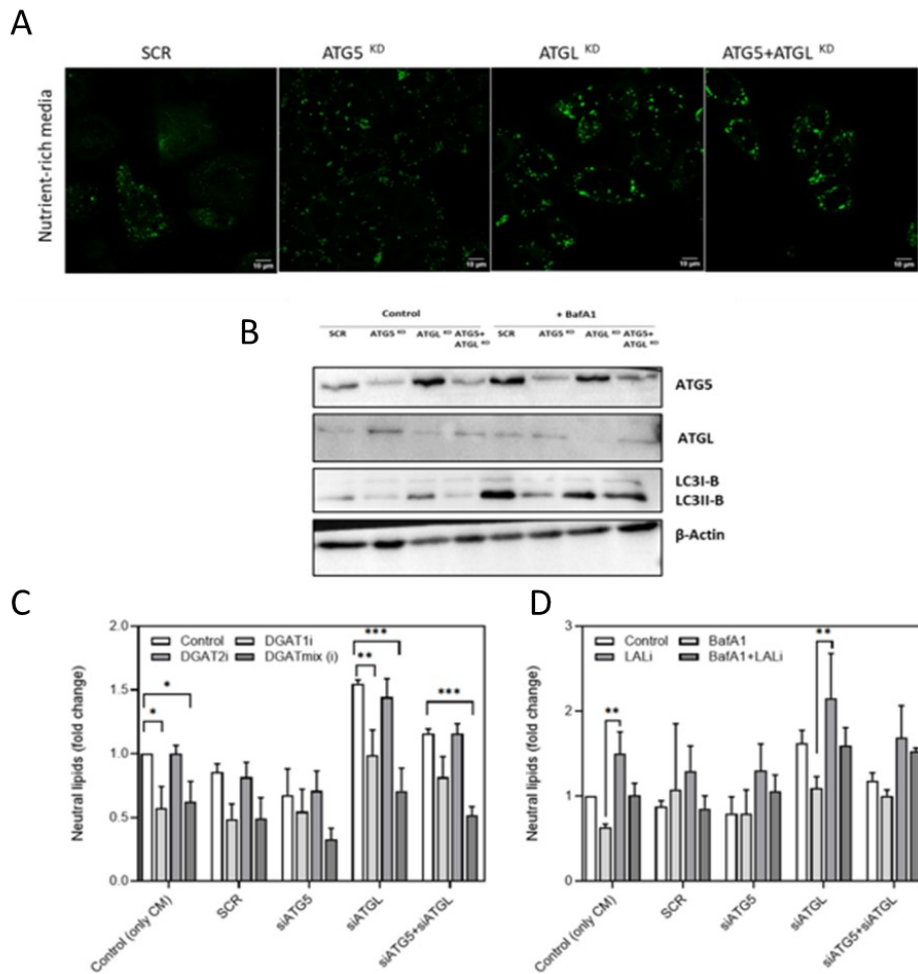 A
SCR
ATG5 KD
ATGL KD
ATG5+ATGL KD
Nutrient-rich media
10 µm
10 µm
10 µm
10 µm
B
Control
+ BafA1
SCR
ATG5 KD
ATGL KD
ATG5+
ATGL KD
SCR
ATG5 KD
ATGL KD
ATG5+
ATGL KD
ATG5
ATGL
LC3I-B
LC3II-B
β-Actin
C
Neutral lipids (fold change)
2.0
1.5
1.0
0.5
0.0
Control
DGAT1i
DGAT2i
DGATmix (i)
*
*
***
**
***
Control (only CM)
SCR
siATG5
siATGL
siATG5+siATGL
D
Neutral lipids (fold change)
3
2
1
0
Control
BafA1
LALi
BafA1+LALi
**
**
Control (only CM)
SCR
siATG5
siATGL
siATG5+siATGL